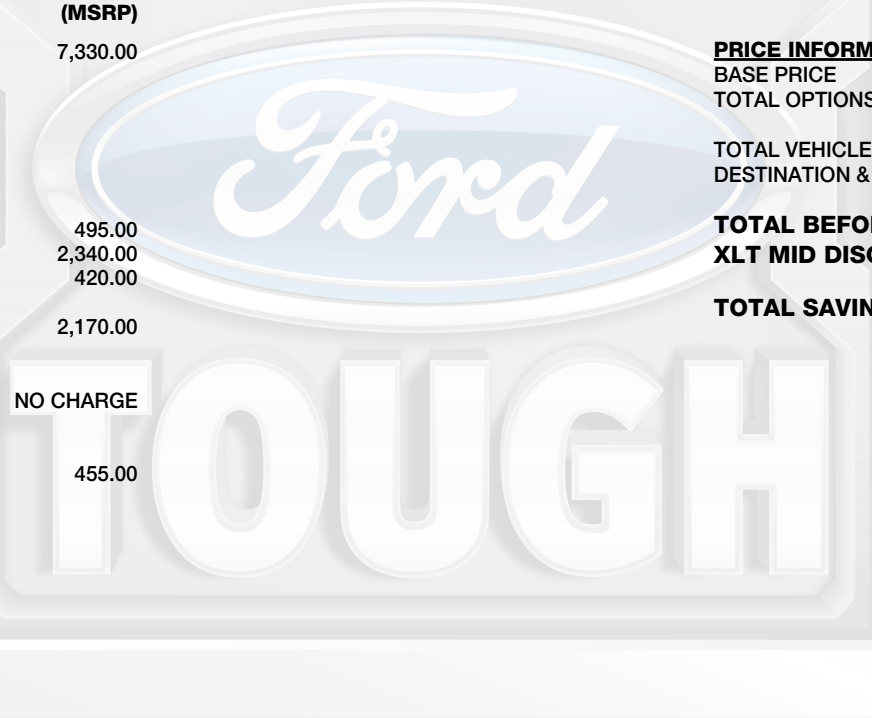 (MSRP)
7,330.00
495.00
2,340.00
420.00
2,170.00
NO CHARGE
455.00
PRICE INFORM
BASE PRICE
TOTAL OPTIONS
TOTAL VEHICLE
DESTINATION &
TOTAL BEFO
XLT MID DISC
TOTAL SAVIN
Ford
TOUGH